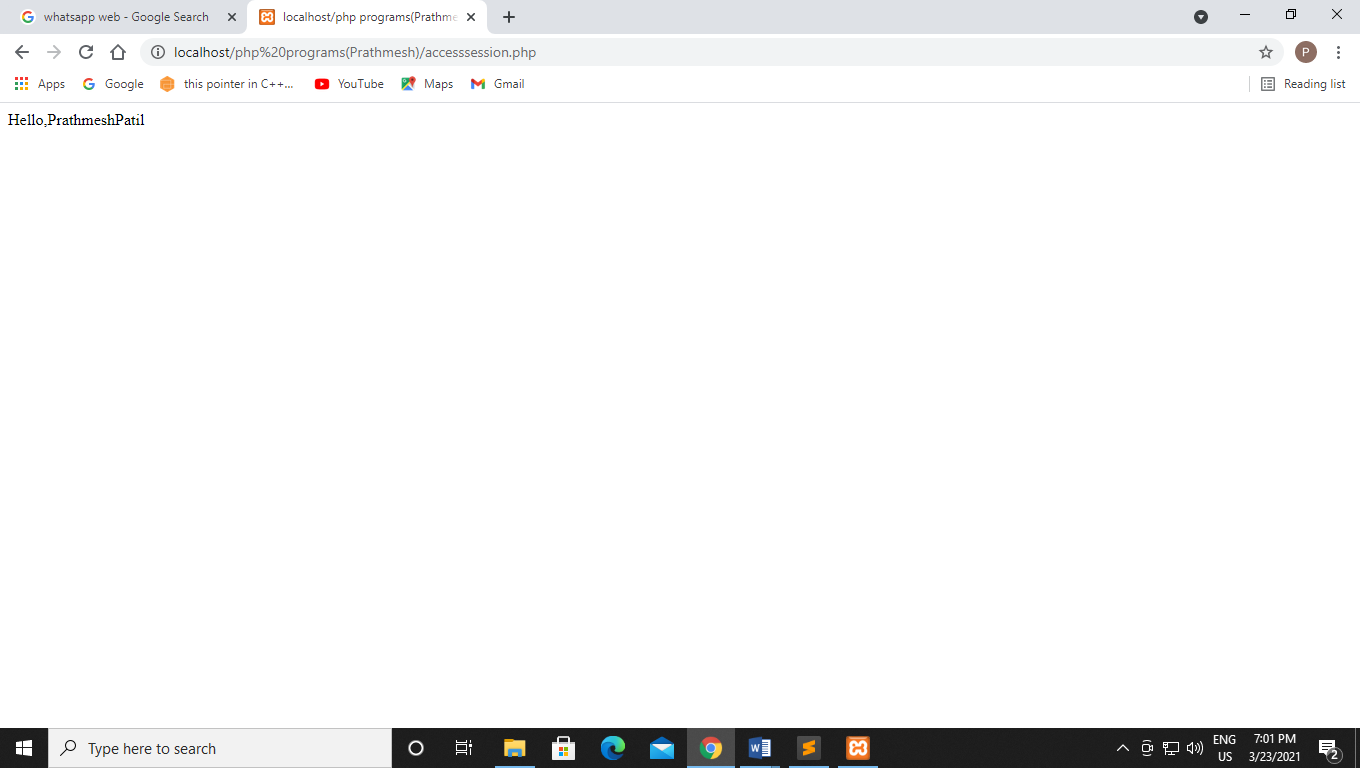 whatsapp web - Google Search
localhost/php programs(Prathme
localhost/php%20programs(Prathmesh)/accesssession.php
P
Apps
Google
this pointer in C++...
YouTube
Maps
Gmail
Reading list
Hello,PrathmeshPatil
Type here to search
ENG
US
7:01 PM
3/23/2021
2